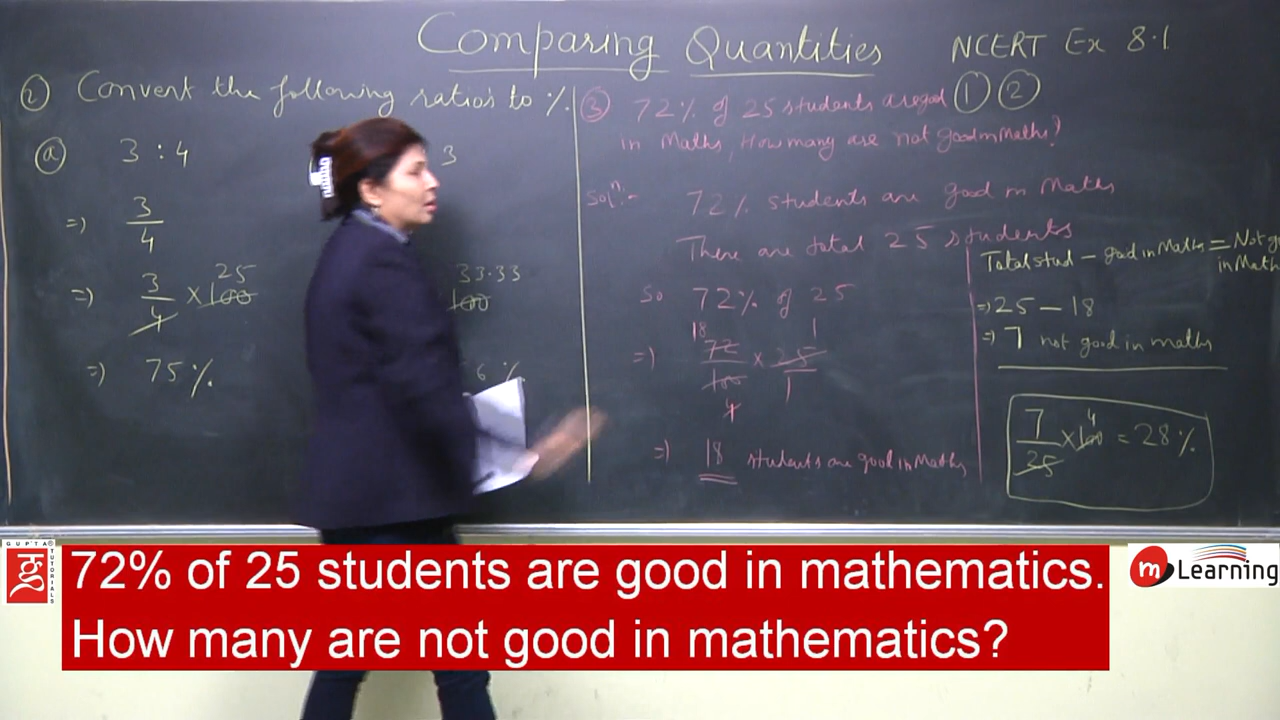 Comparing Quantities NCERT Ex 8.1
① ②
② Convert the following ratios to %.
ⓐ 3 : 4
=> 3/4
=> 3/4 × 100 25
=> 75%
3
33.33
100
6 %
③ 72% of 25 students are good
in Maths, How many are not good in Maths?
Solⁿ:- 72% students are good in Maths
There are total 25 students
so 72% of 25
18 1
=> 72/100 × 25/1
4
=> 18 students are good in Maths
Total stud - good in Maths = Not g
in Math
=> 25 - 18
=> 7 not good in maths
7/25 × 100 4 = 28%
GUPTA TUTORIALS
72% of 25 students are good in mathematics.
How many are not good in mathematics?
m Learning